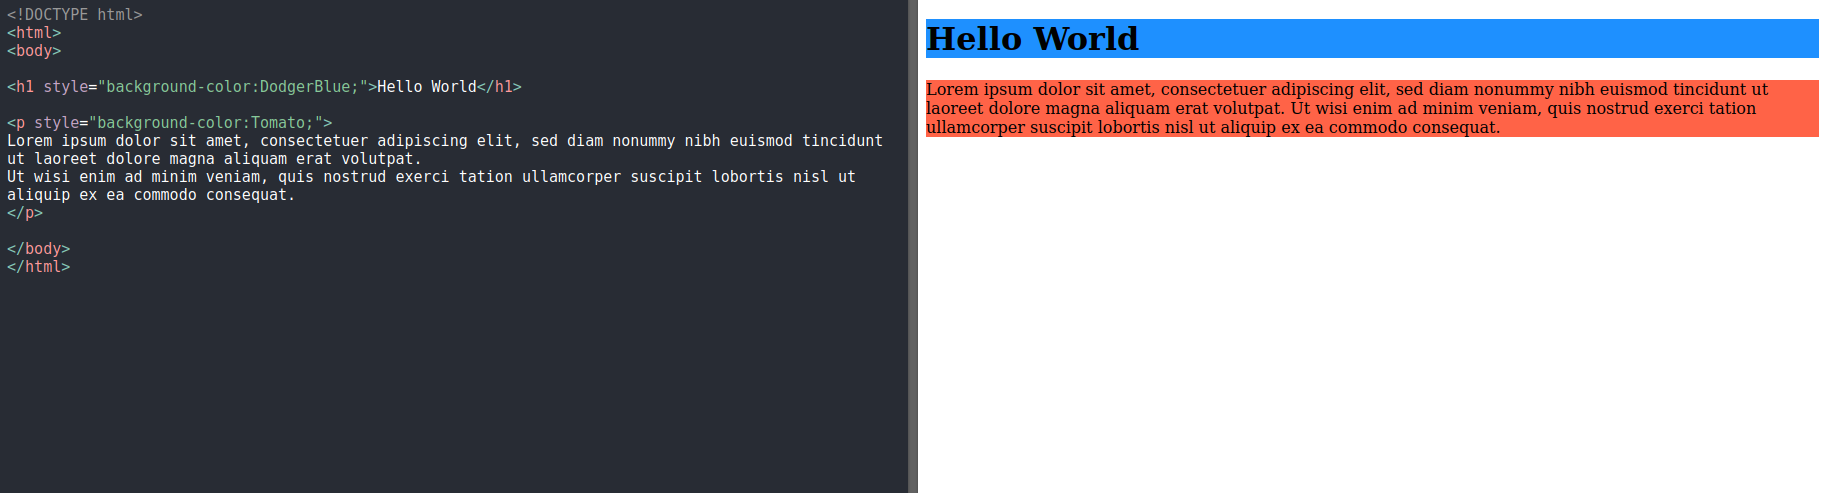 <!DOCTYPE html>
<html>
<body>
<h1 style="background-color:DodgerBlue;">Hello World</h1>
<p style="background-color:Tomato;">
Lorem ipsum dolor sit amet, consectetuer adipiscing elit, sed diam nonummy nibh euismod tincidunt
ut laoreet dolore magna aliquam erat volutpat.
Ut wisi enim ad minim veniam, quis nostrud exerci tation ullamcorper suscipit lobortis nisl ut
aliquip ex ea commodo consequat.
</p>
</body>
</html>
Hello World
Lorem ipsum dolor sit amet, consectetuer adipiscing elit, sed diam nonummy nibh euismod tincidunt ut
laoreet dolore magna aliquam erat volutpat. Ut wisi enim ad minim veniam, quis nostrud exerci tation
ullamcorper suscipit lobortis nisl ut aliquip ex ea commodo consequat.